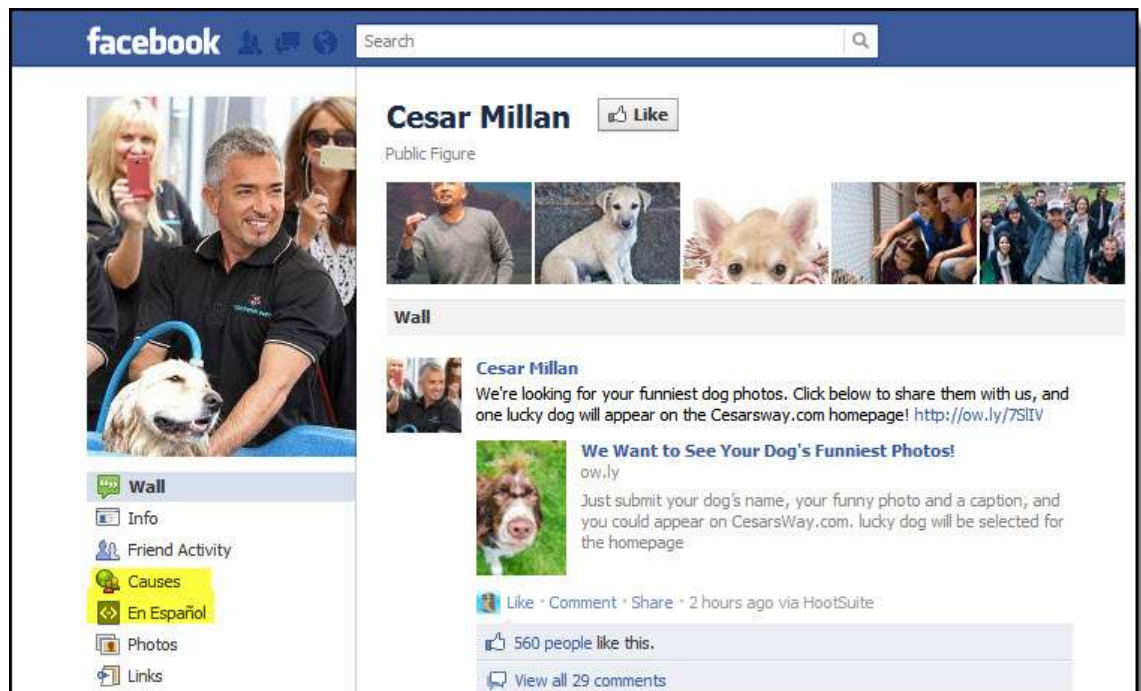 facebook
Search
Cesar Millan
Like
Public Figure
Wall
Cesar Millan
We're looking for your funniest dog photos. Click below to share them with us, and
one lucky dog will appear on the Cesarsway.com homepage! http://ow.ly/7SlIV
We Want to See Your Dog's Funniest Photos!
ow.ly
Just submit your dog's name, your funny photo and a caption, and
you could appear on CesarsWay.com. lucky dog will be selected for
the homepage
Like · Comment · Share · 2 hours ago via HootSuite
560 people like this.
View all 29 comments
Wall
Info
Friend Activity
Causes
En Español
Photos
Links